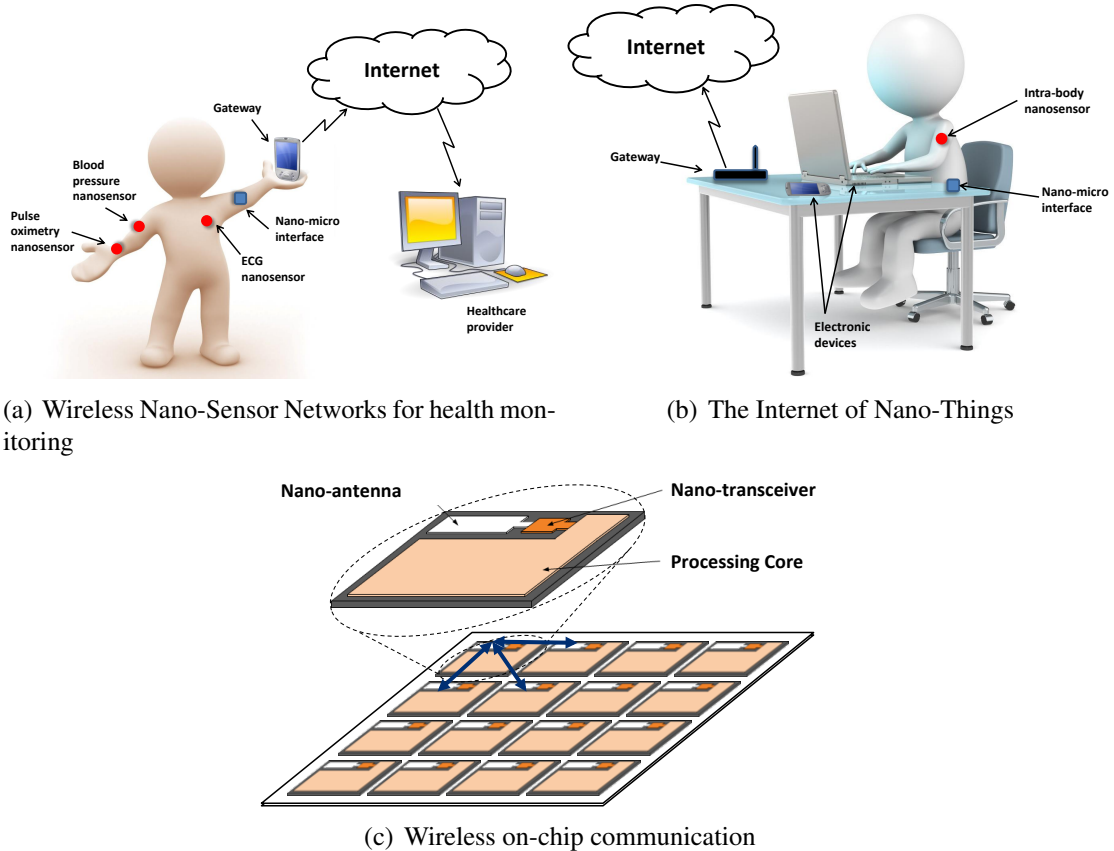 Internet
Gateway
Blood
pressure nanosensor
Pulse
oximetry
nanosensor
Nano-micro
interface
ECG
nanosensor
Healthcare
provider
(a) Wireless Nano-Sensor Networks for health mon-
itoring
Internet
Gateway
Intra-body
nanosensor
Nano-micro
interface
Electronic
devices
(b) The Internet of Nano-Things
Nano-antenna
Nano-transceiver
Processing Core
(c) Wireless on-chip communication